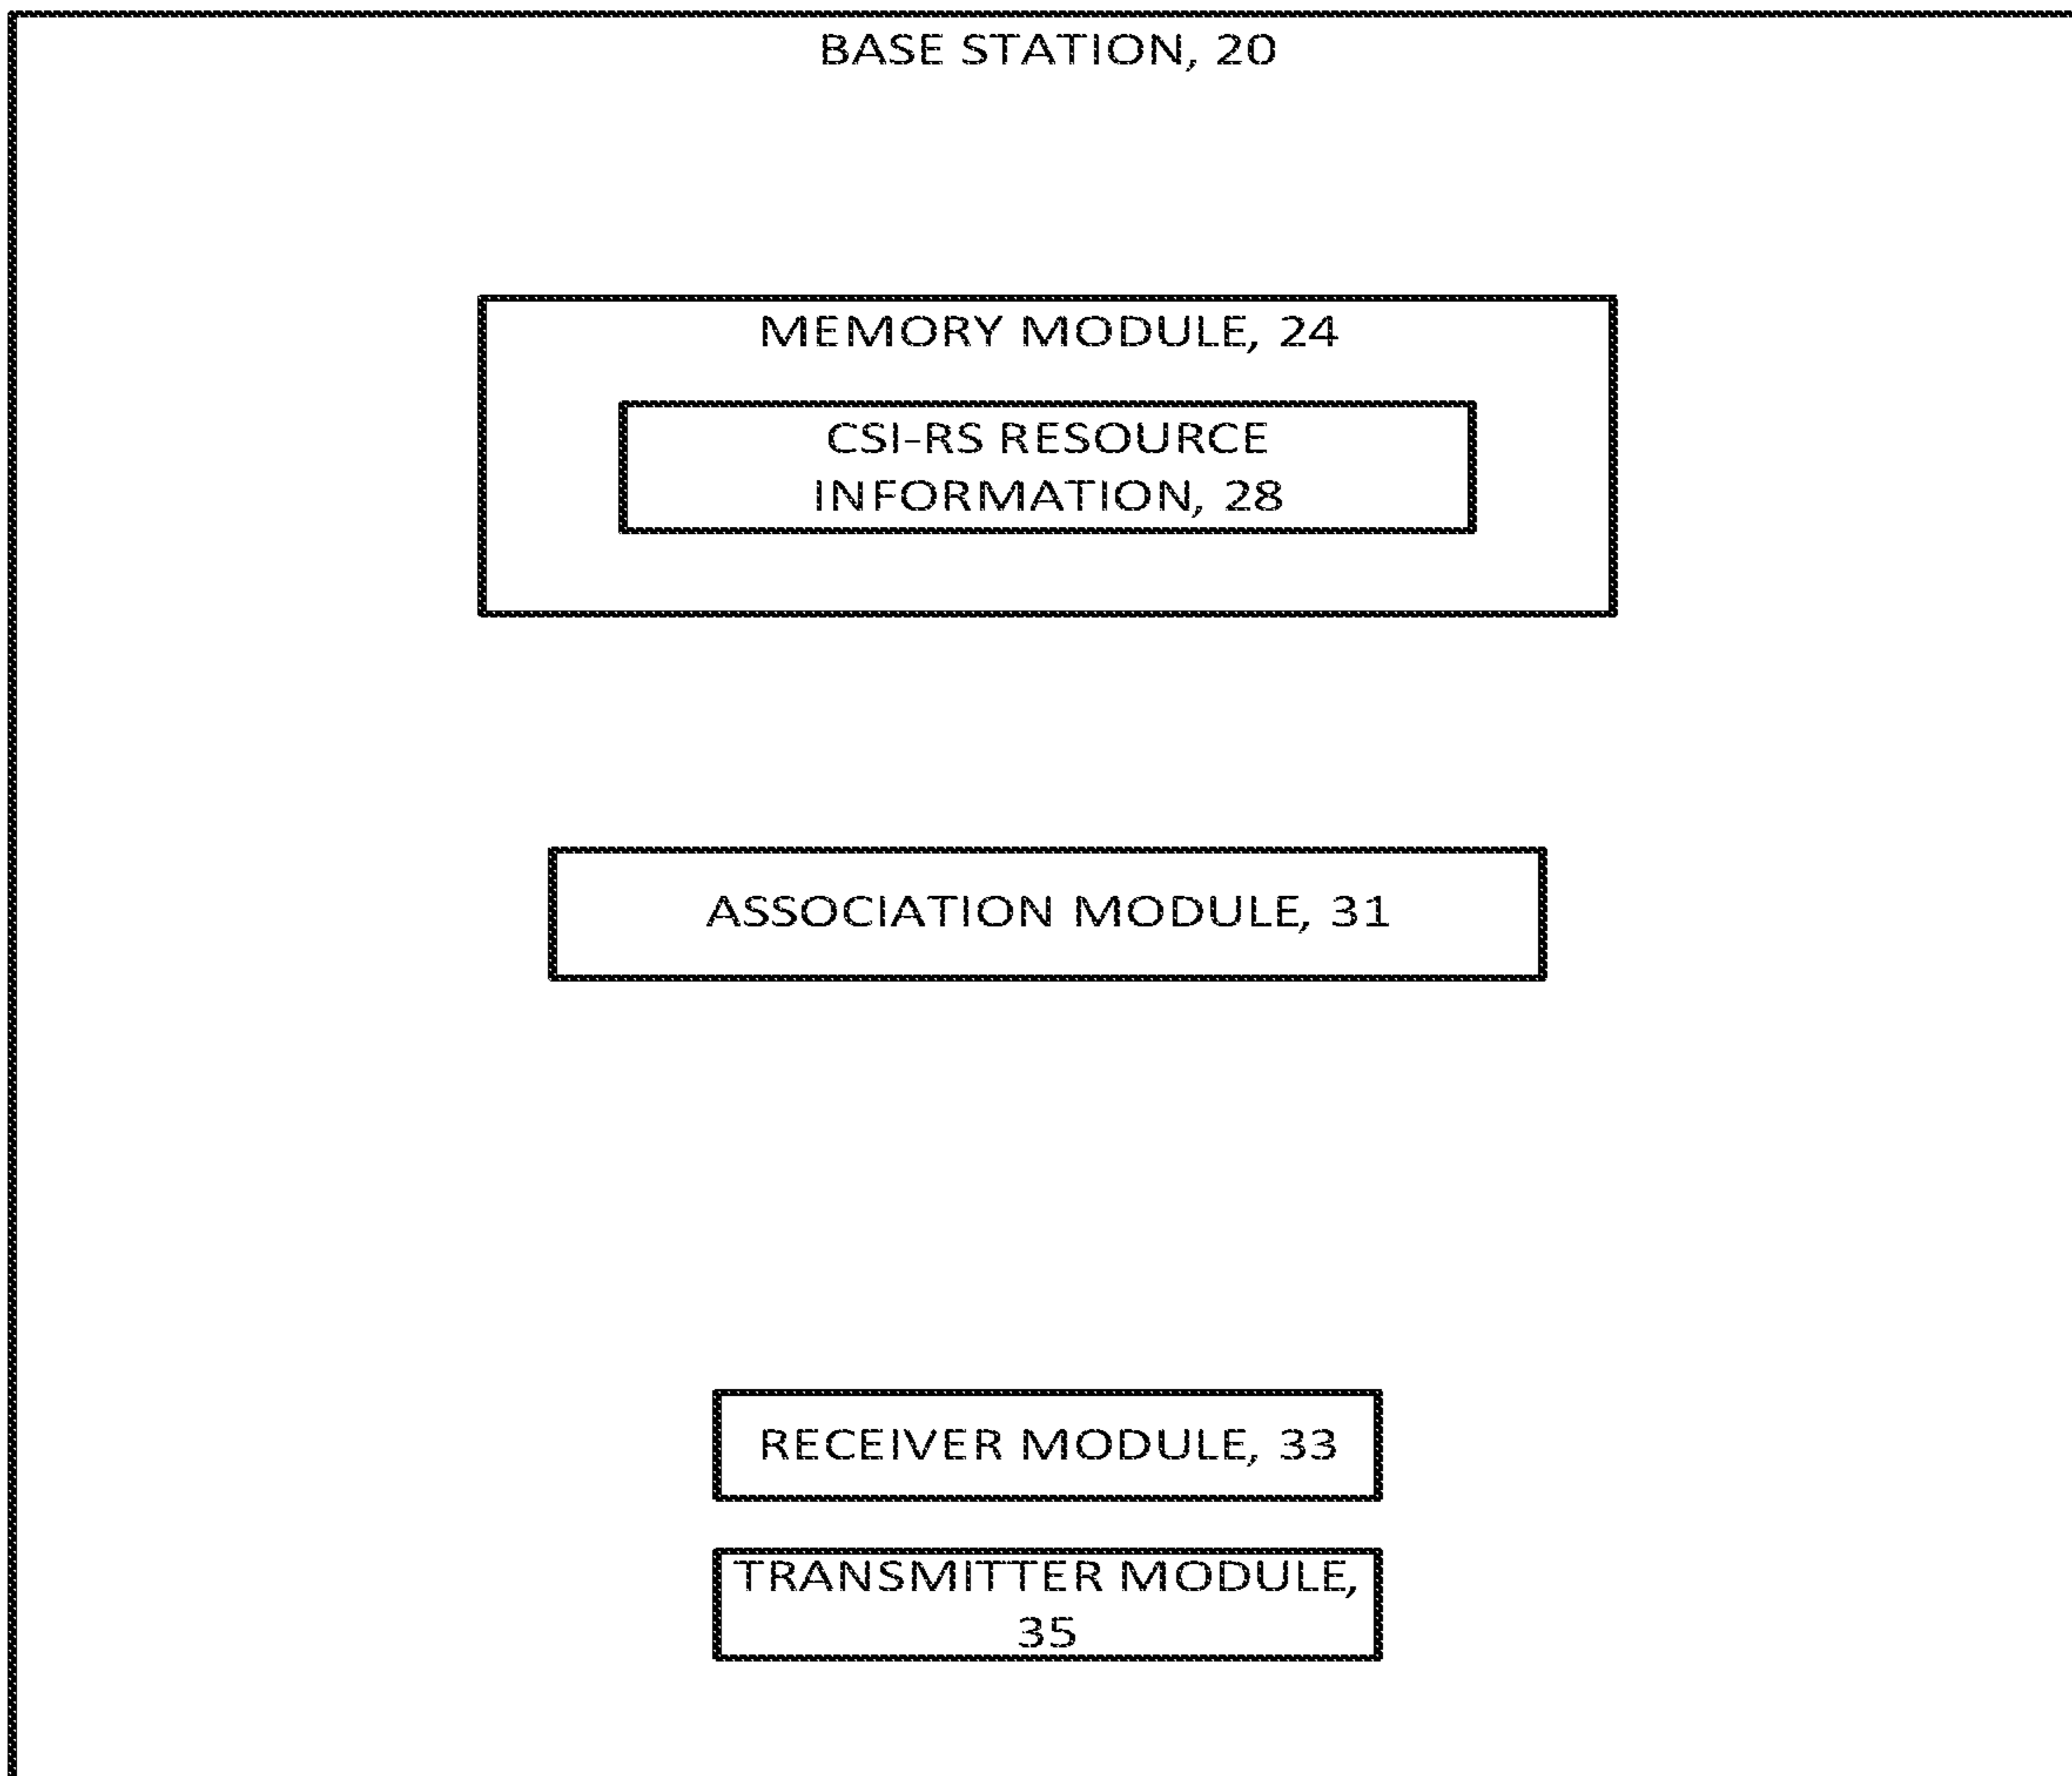 BASE STATION, 20
MEMORY MODULE, 24
CSI-RS RESOURCE
INFORMATION, 28
ASSOCIATION MODULE, 31
RECEIVER MODULE, 33
TRANSMITTER MODULE,
35